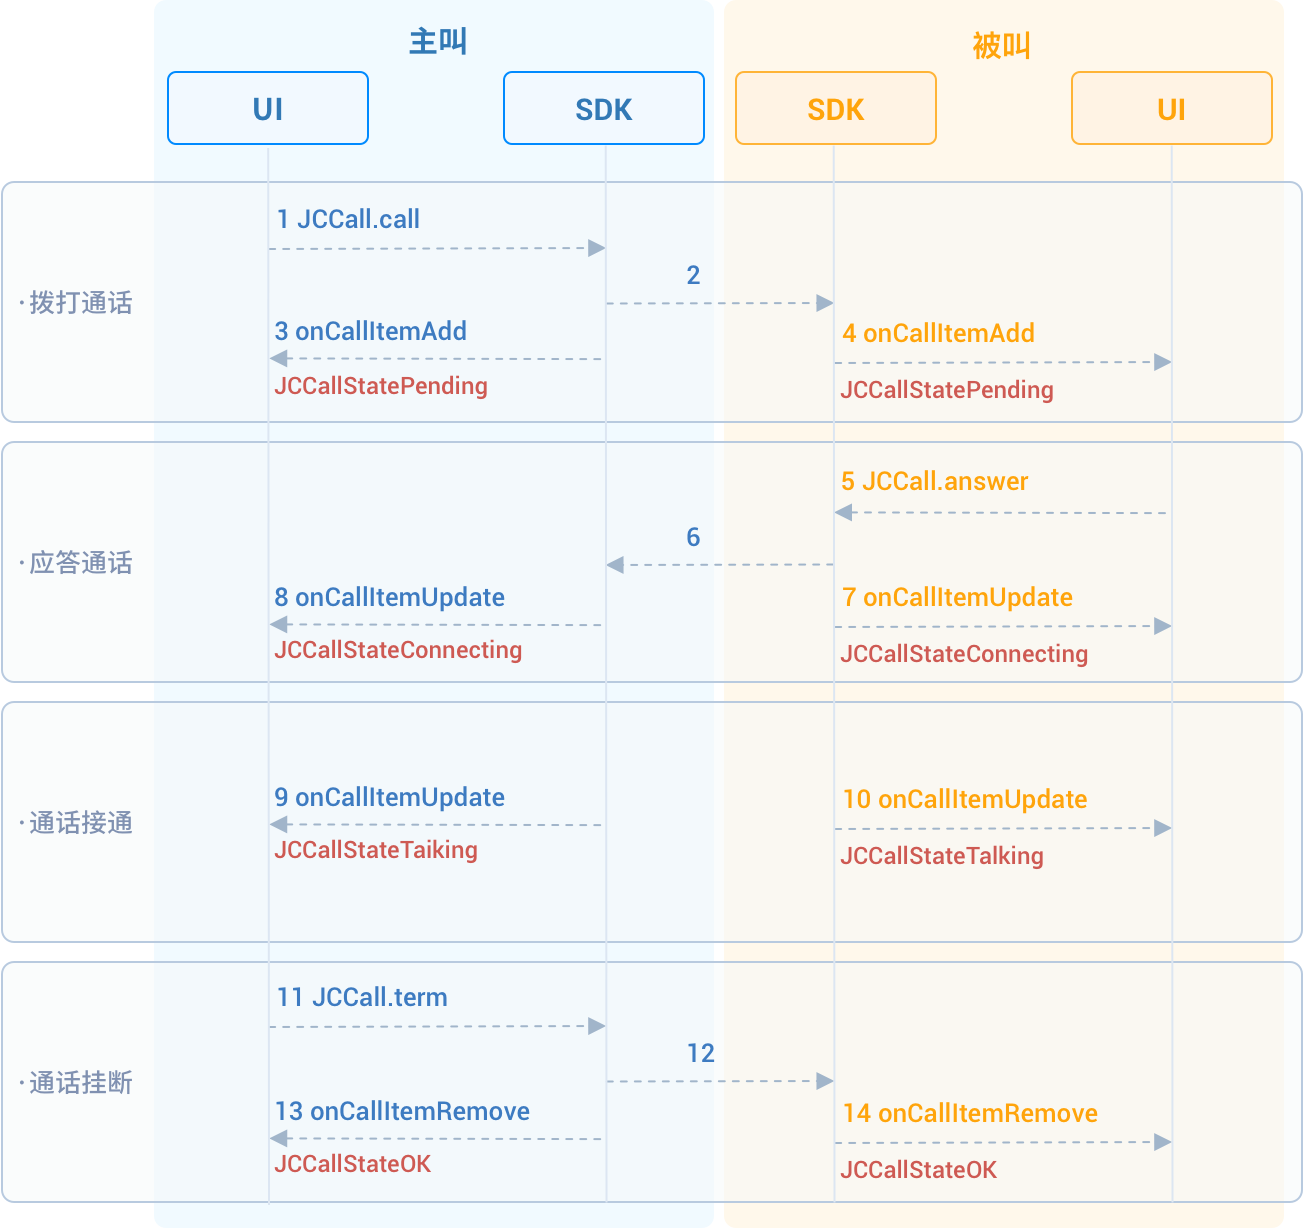 主叫
被叫
UI
SDK
SDK
UI
·拨打通话
1 JCCall.call
2
3 onCallItemAdd
JCCallStatePending
4 onCallItemAdd
JCCallStatePending
·应答通话
5 JCCall.answer
6
8 onCallItemUpdate
JCCallStateConnecting
7 onCallItemUpdate
JCCallStateConnecting
·通话接通
9 onCallItemUpdate
JCCallStateTaiking
10 onCallItemUpdate
JCCallStateTalking
·通话挂断
11 JCCall.term
12
13 onCallItemRemove
JCCallStateOK
14 onCallItemRemove
JCCallStateOK